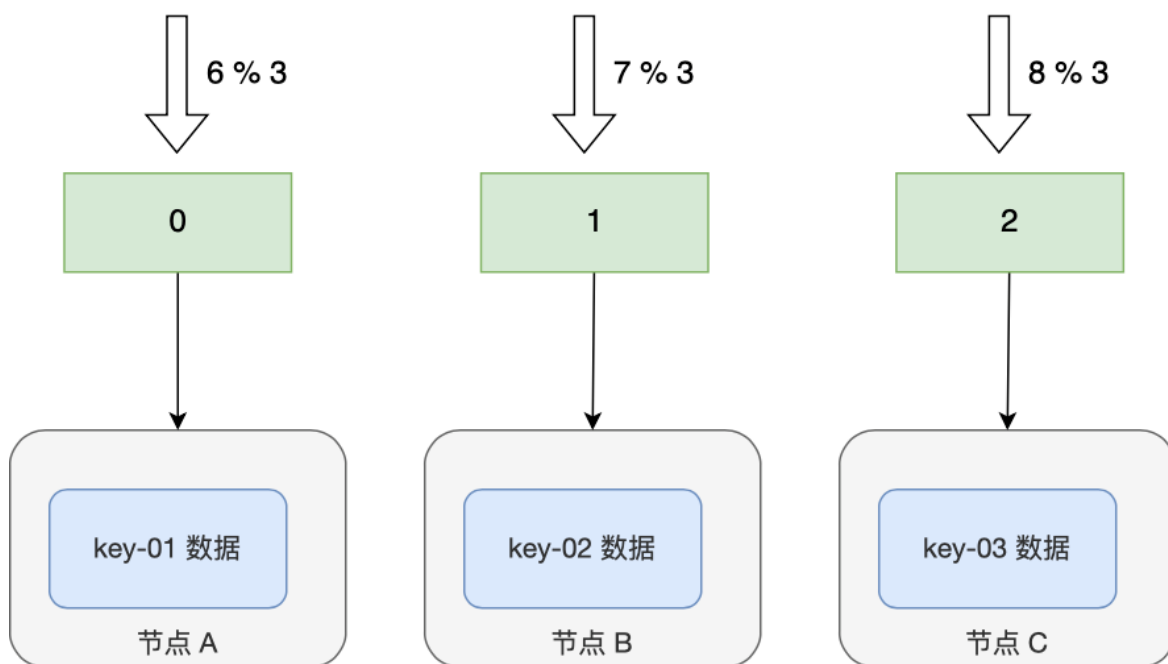 6 % 3
7 % 3
8 % 3
0
1
2
key-01 数据
key-02 数据
key-03 数据
节点 A
节点 B
节点 C